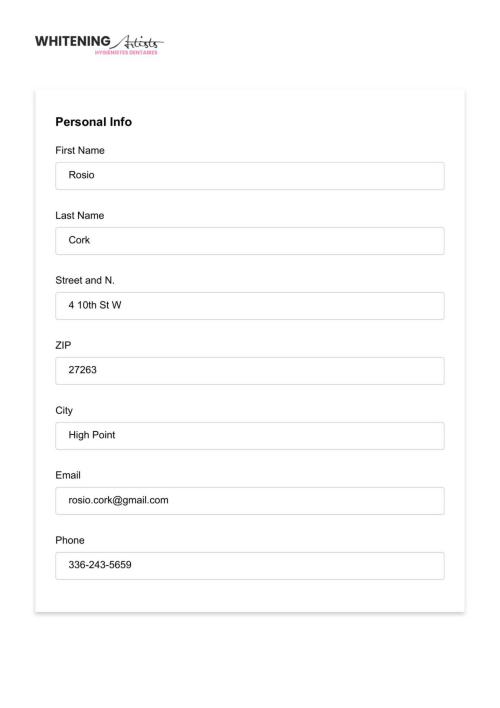 WHITENING Artists
HYGIÉNISTES DENTAIRES
Personal Info
First Name
Rosio
Last Name
Cork
Street and N.
4 10th St W
ZIP
27263
City
High Point
Email
rosio.cork@gmail.com
Phone
336-243-5659